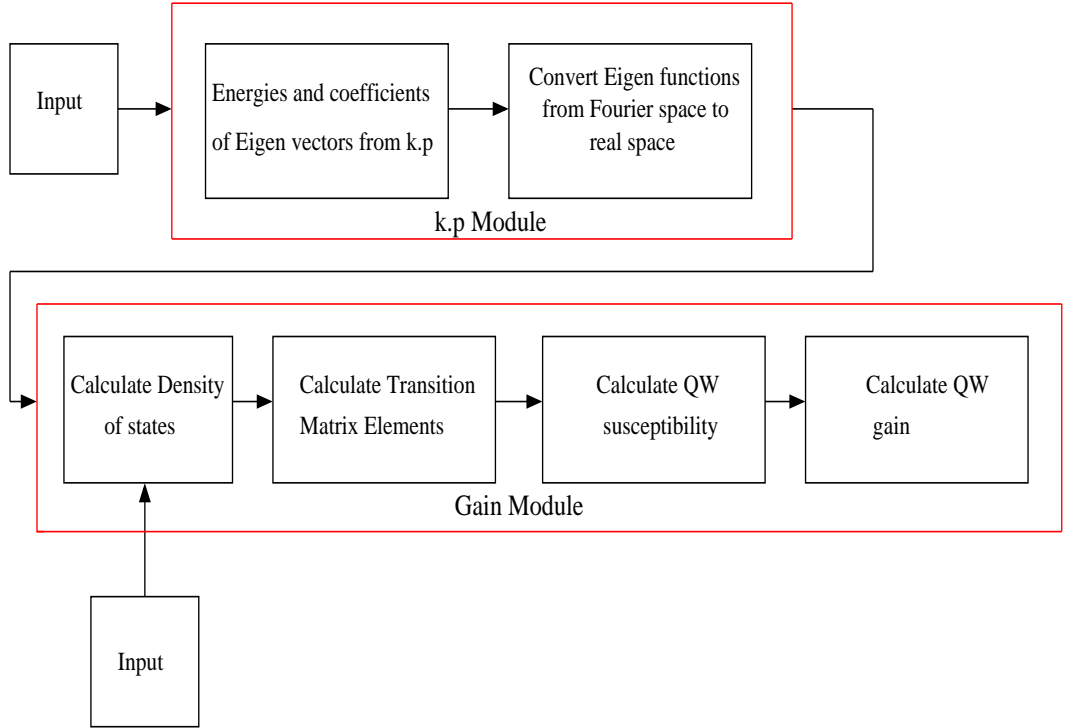 Input
Energies and coefficients
of Eigen vectors from k.p
Convert Eigen functions
from Fourier space to
real space
k.p Module
Calculate Density
of states
Calculate Transition
Matrix Elements
Calculate QW
susceptibility
Calculate QW
gain
Gain Module
Input